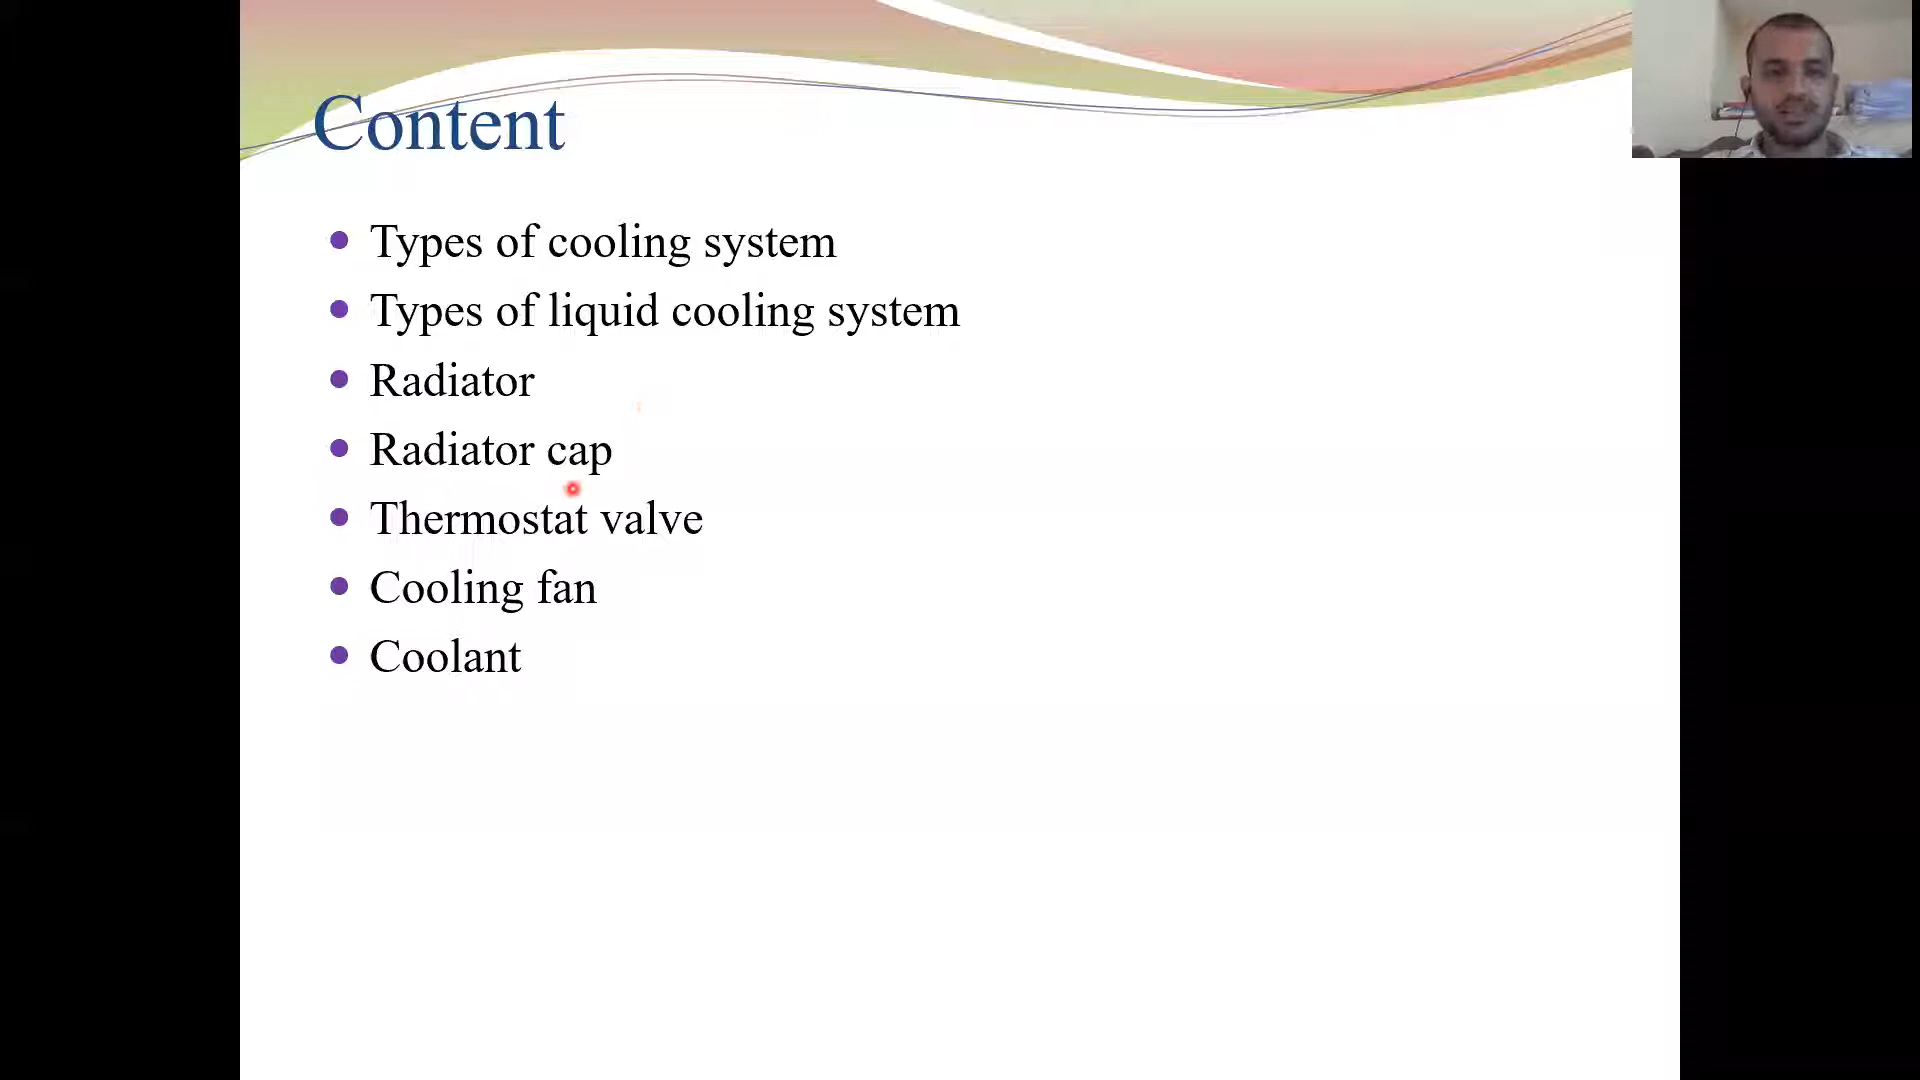 Content
Types of cooling system
Types of liquid cooling system
Radiator
Radiator cap
Thermostat valve
Cooling fan
Coolant